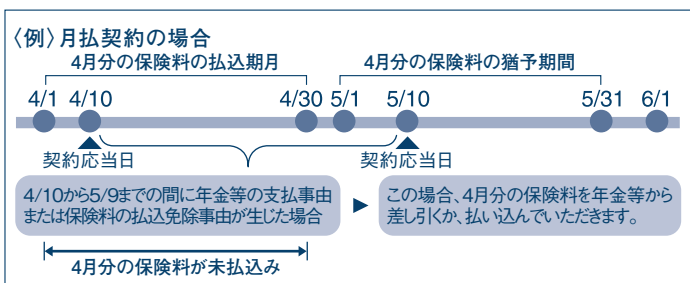 〈例〉月払契約の場合
4月分の保険料の払込期月 4月分の保険料の猶予期間
4/1 4/10 4/30 5/1 5/10 5/31 6/1
契約応当日 契約応当日
4/10から5/9までの間に年金等の支払事由
または保険料の払込免除事由が生じた場合
この場合、4月分の保険料を年金等から
差し引くか、払い込んでいただきます。
4月分の保険料が未払込み